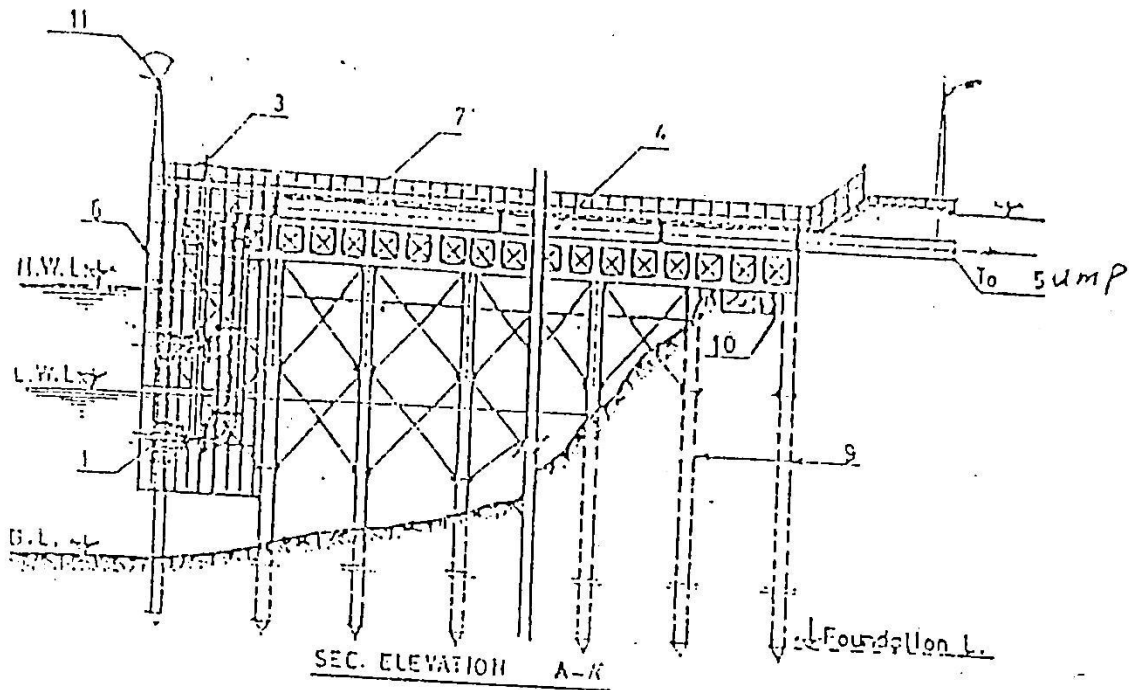 11
3
7
4
6
H.W.L
To SUMP
10
L.W.L
1
9
B.L.
Foundation L.
SEC. ELEVATION A-A